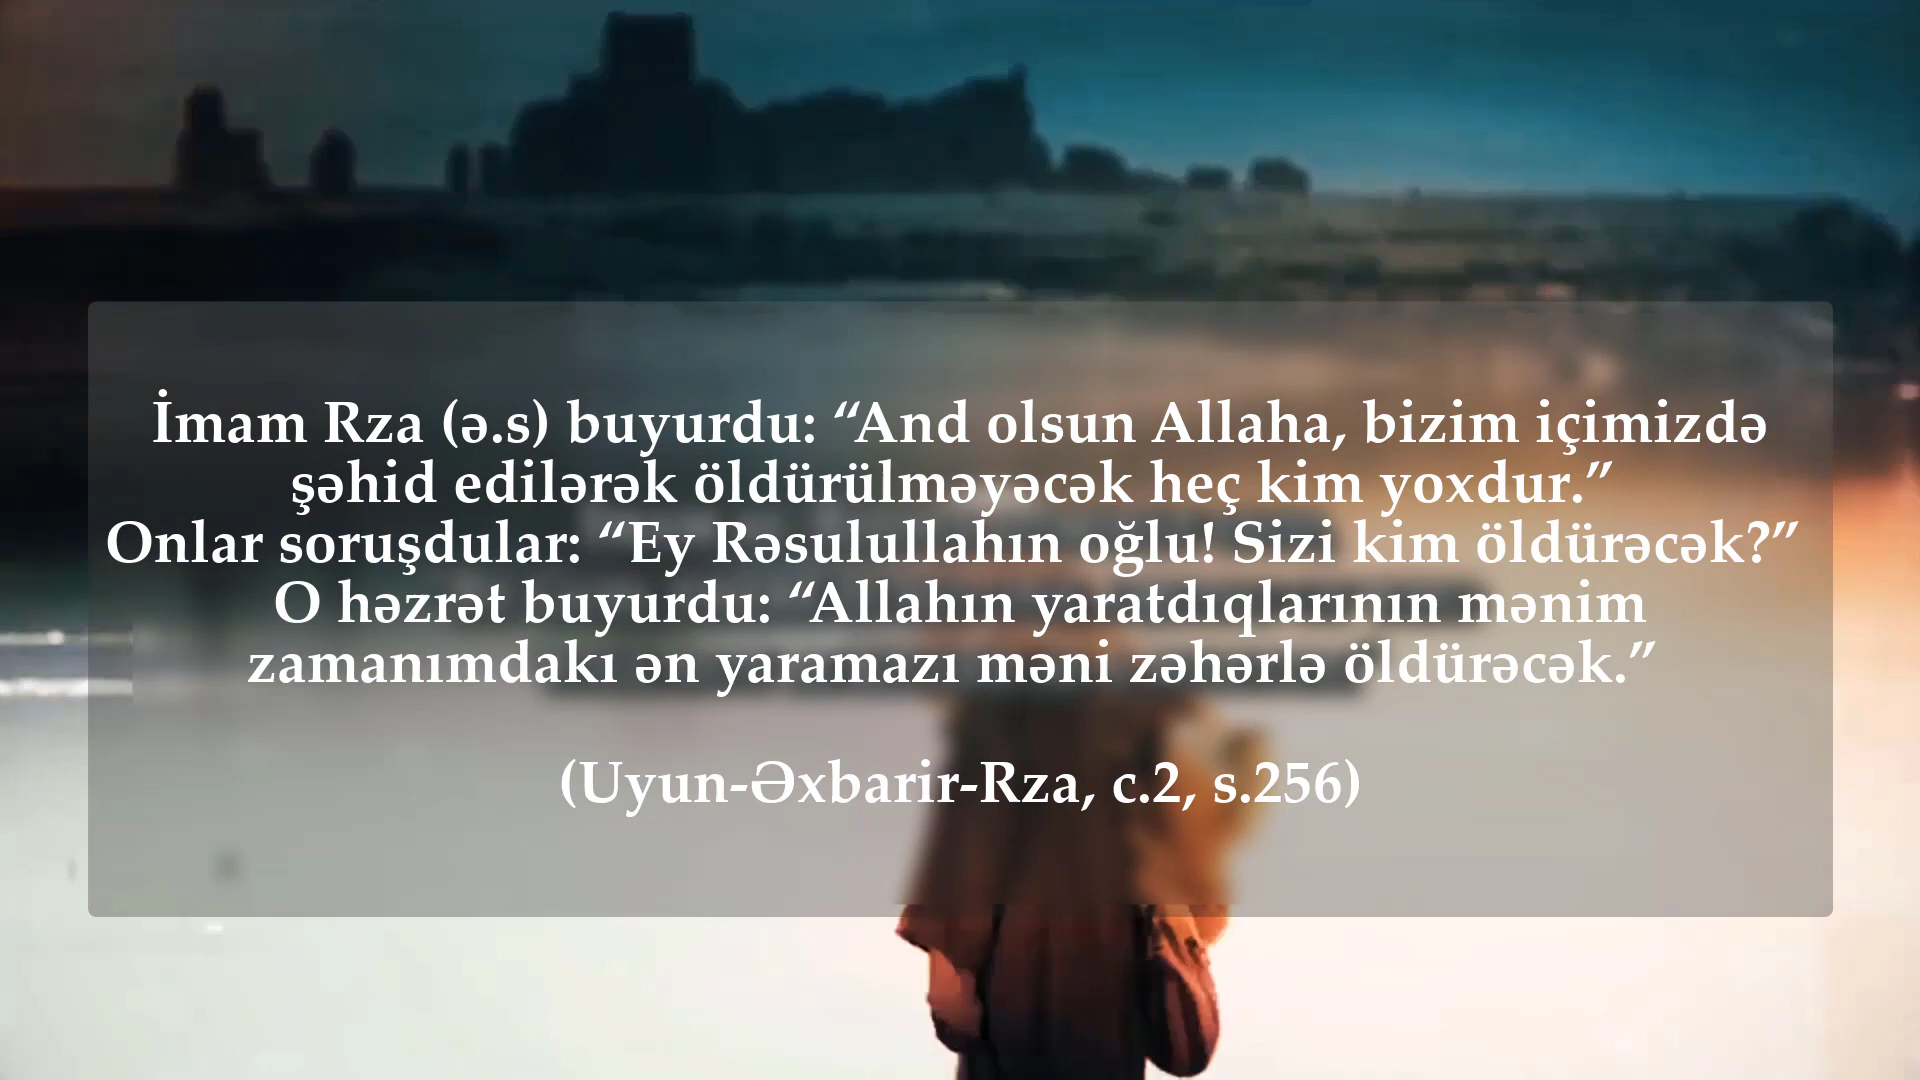 İmam Rza (ə.s) buyurdu: “And olsun Allaha, bizim içimizdə
şəhid edilərək öldürülməyəcək heç kim yoxdur.”
Onlar soruşdular: “Ey Rəsulullahın oğlu! Sizi kim öldürəcək?”
O həzrət buyurdu: “Allahın yaratdıqlarının mənim
zamanımdakı ən yaramazı məni zəhərlə öldürəcək.”
(Uyun-Əxbarir-Rza, c.2, s.256)